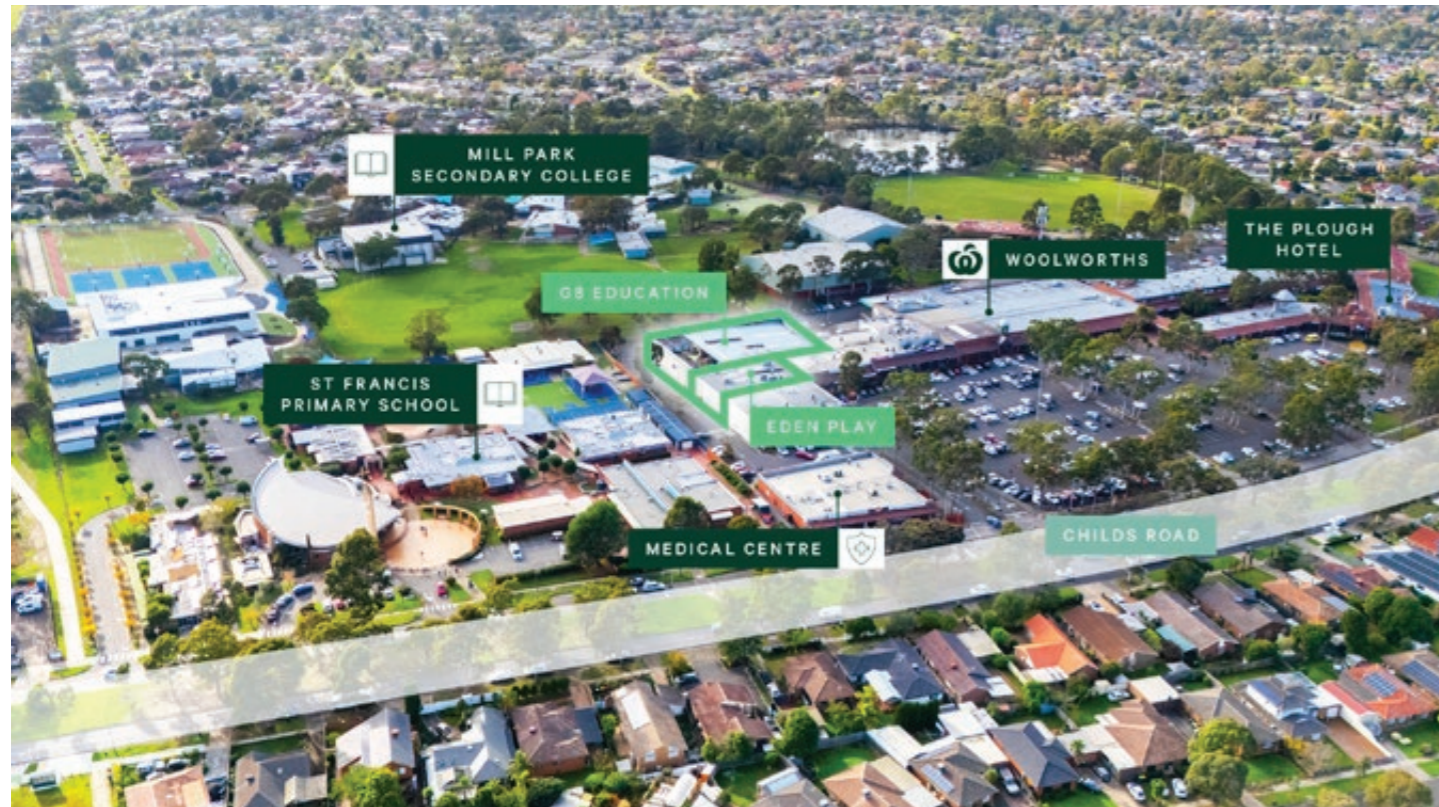 MILL PARK
SECONDARY COLLEGE
THE PLOUGH
HOTEL
WOOLWORTHS
G8 EDUCATION
ST FRANCIS
PRIMARY SCHOOL
EDEN PLAY
CHILDS ROAD
MEDICAL CENTRE